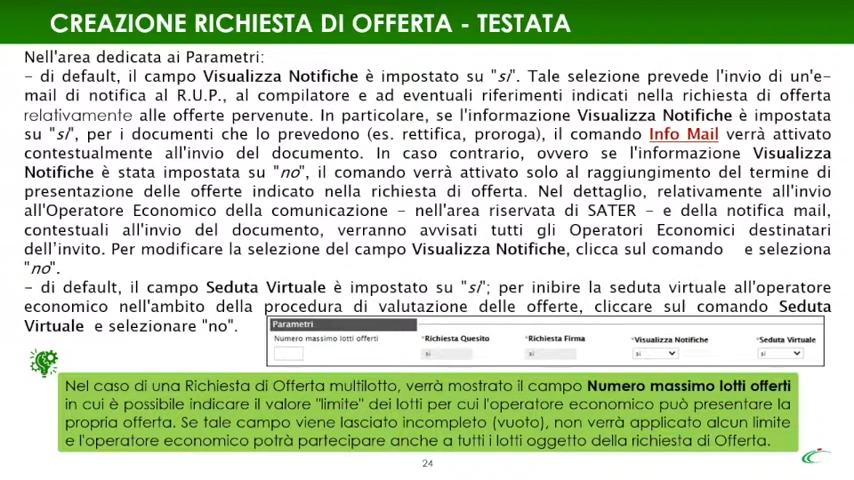 CREAZIONE RICHIESTA DI OFFERTA - TESTATA
Nell'area dedicata ai Parametri:
- di default, il campo Visualizza Notifiche è impostato su "si". Tale selezione prevede l'invio di un'e-
mail di notifica al R.U.P., al compilatore e ad eventuali riferimenti indicati nella richiesta di offerta
relativamente alle offerte pervenute. In particolare, se l'informazione Visualizza Notifiche è impostata
su "si", per i documenti che lo prevedono (es. rettifica, proroga), il comando Info Mail verrà attivato
contestualmente all'invio del documento. In caso contrario, ovvero se l'informazione Visualizza
Notifiche è stata impostata su "no", il comando verrà attivato solo al raggiungimento del termine di
presentazione delle offerte indicato nella richiesta di offerta. Nel dettaglio, relativamente all'invio
all'Operatore Economico della comunicazione - nell'area riservata di SATER - e della notifica mail,
contestuali all'invio del documento, verranno avvisati tutti gli Operatori Economici destinatari
dell'invito. Per modificare la selezione del campo Visualizza Notifiche, clicca sul comando e seleziona
"no".
- di default, il campo Seduta Virtuale è impostato su "si"; per inibire la seduta virtuale all'operatore
economico nell'ambito della procedura di valutazione delle offerte, cliccare sul comando Seduta
Virtuale e selezionare "no".
Parametri
Numero massimo lotti offerti *Richiesta Quesito *Richiesta Firma *Visualizza Notifiche *Seduta Virtuale
si si si si
Nel caso di una Richiesta di Offerta multilotto, verrà mostrato il campo Numero massimo lotti offerti
in cui è possibile indicare il valore "limite" dei lotti per cui l'operatore economico può presentare la
propria offerta. Se tale campo viene lasciato incompleto (vuoto), non verrà applicato alcun limite
e l'operatore economico potrà partecipare anche a tutti i lotti oggetto della richiesta di Offerta.
24